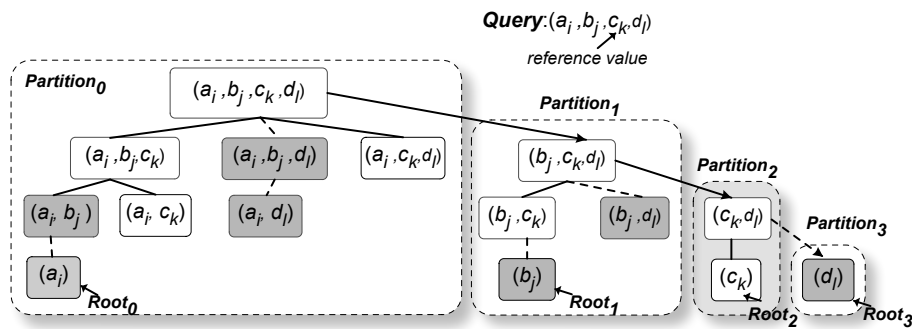 Query:(a_i ,b_j ,c_k,d_l)
reference value
Partition_0
(a_i ,b_j ,c_k ,d_l)
Partition_1
(a_i ,b_j,c_k)
(a_i ,b_j ,d_l)
(a_i ,c_k,d_l)
(b_j ,c_k,d_l)
Partition_2
(a_i, b_j )
(a_i, c_k)
(a_i, d_l)
(b_j ,c_k)
(b_j ,d_l)
(c_k,d_l)
Partition_3
(a_i)
(b_j)
(c_k)
(d_l)
Root_0
Root_1
Root_2
Root_3